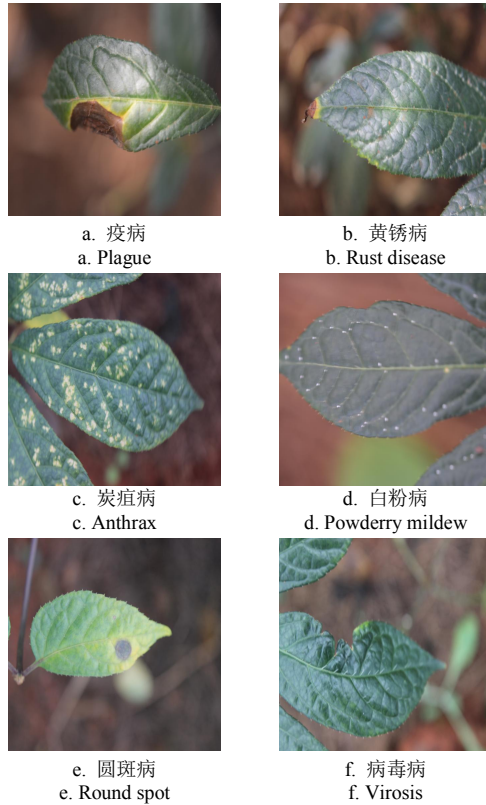 a. 疫病
a. Plague
b. 黄锈病
b. Rust disease
c. 炭疽病
c. Anthrax
d. 白粉病
d. Powderry mildew
e. 圆斑病
e. Round spot
f. 病毒病
f. Virosis